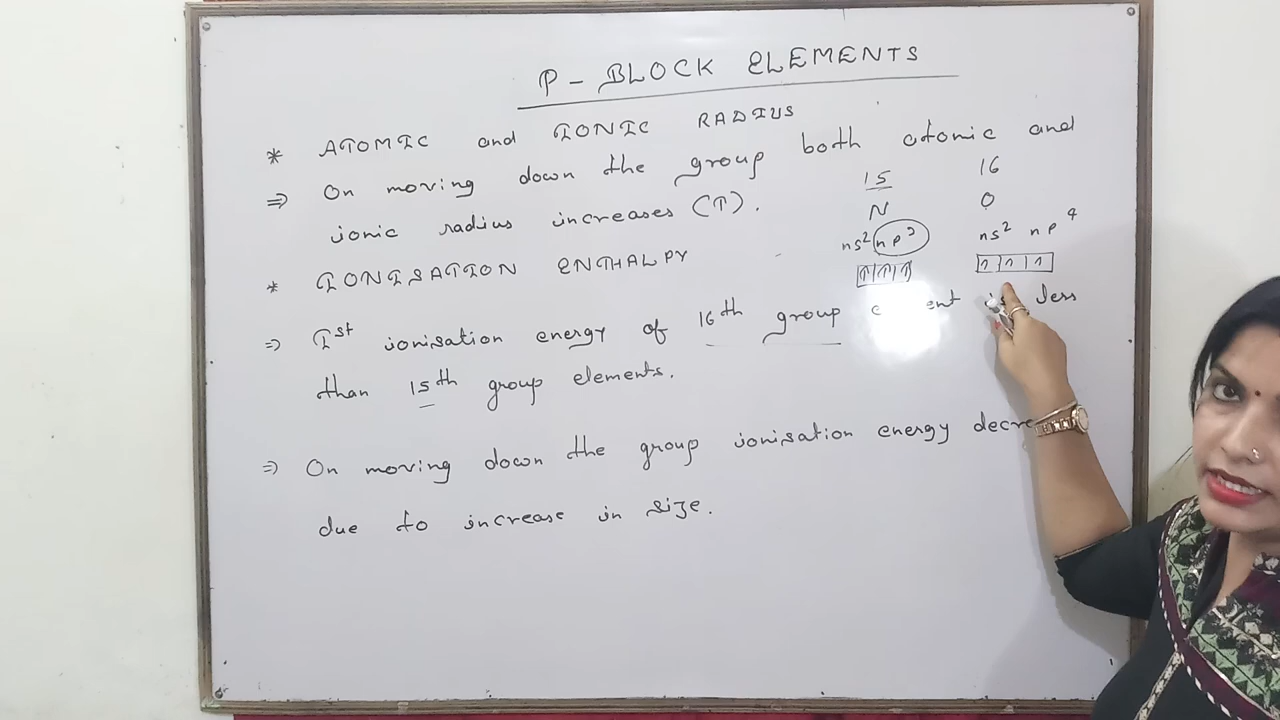 P - BLOCK ELEMENTS
* ATOMIC and IONIC RADIUS
⇒ On moving down the group both atomic and
ionic radius increases (↑).
* IONISATION ENTHALPY
15 16
N O
ns² np³ ns² np⁴
↑ ↑ ↑ ↑ ↑ ↑
⇒ Ist ionisation energy of 16th group is less
than 15th group elements.
⇒ On moving down the group ionisation energy decre
due to increase in size.